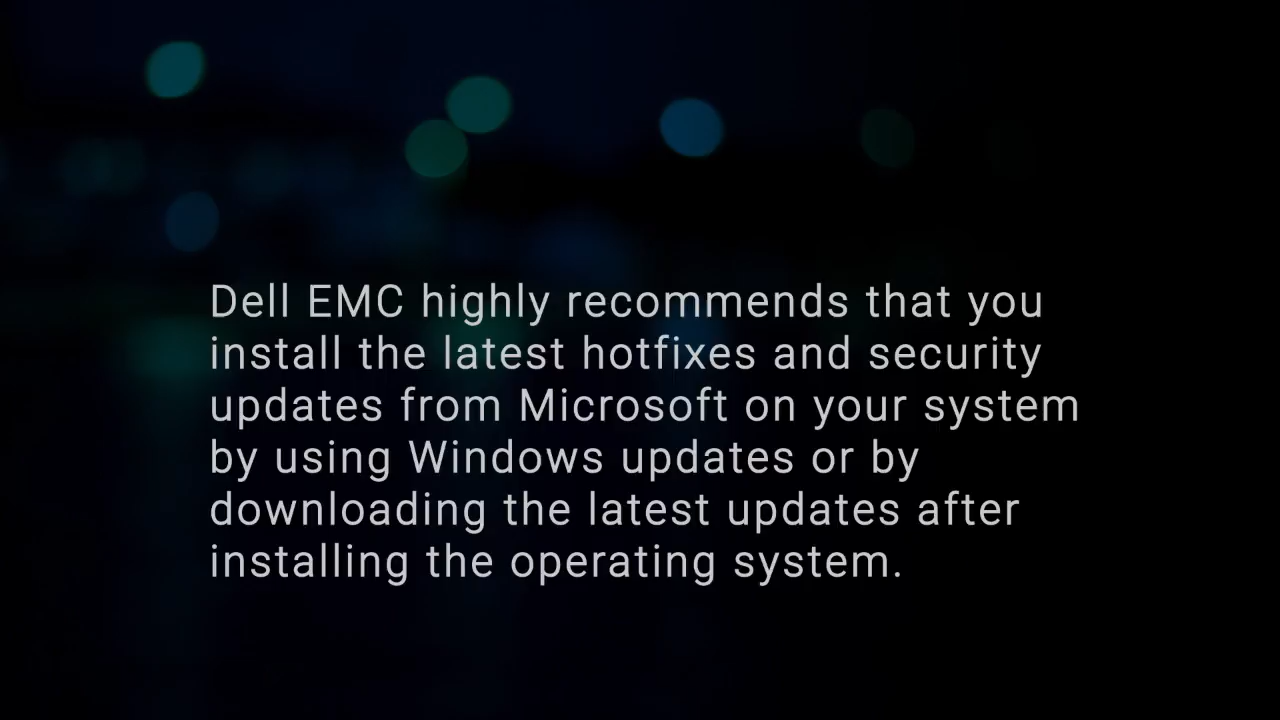 Dell EMC highly recommends that you
install the latest hotfixes and security
updates from Microsoft on your system
by using Windows updates or by
downloading the latest updates after
installing the operating system.